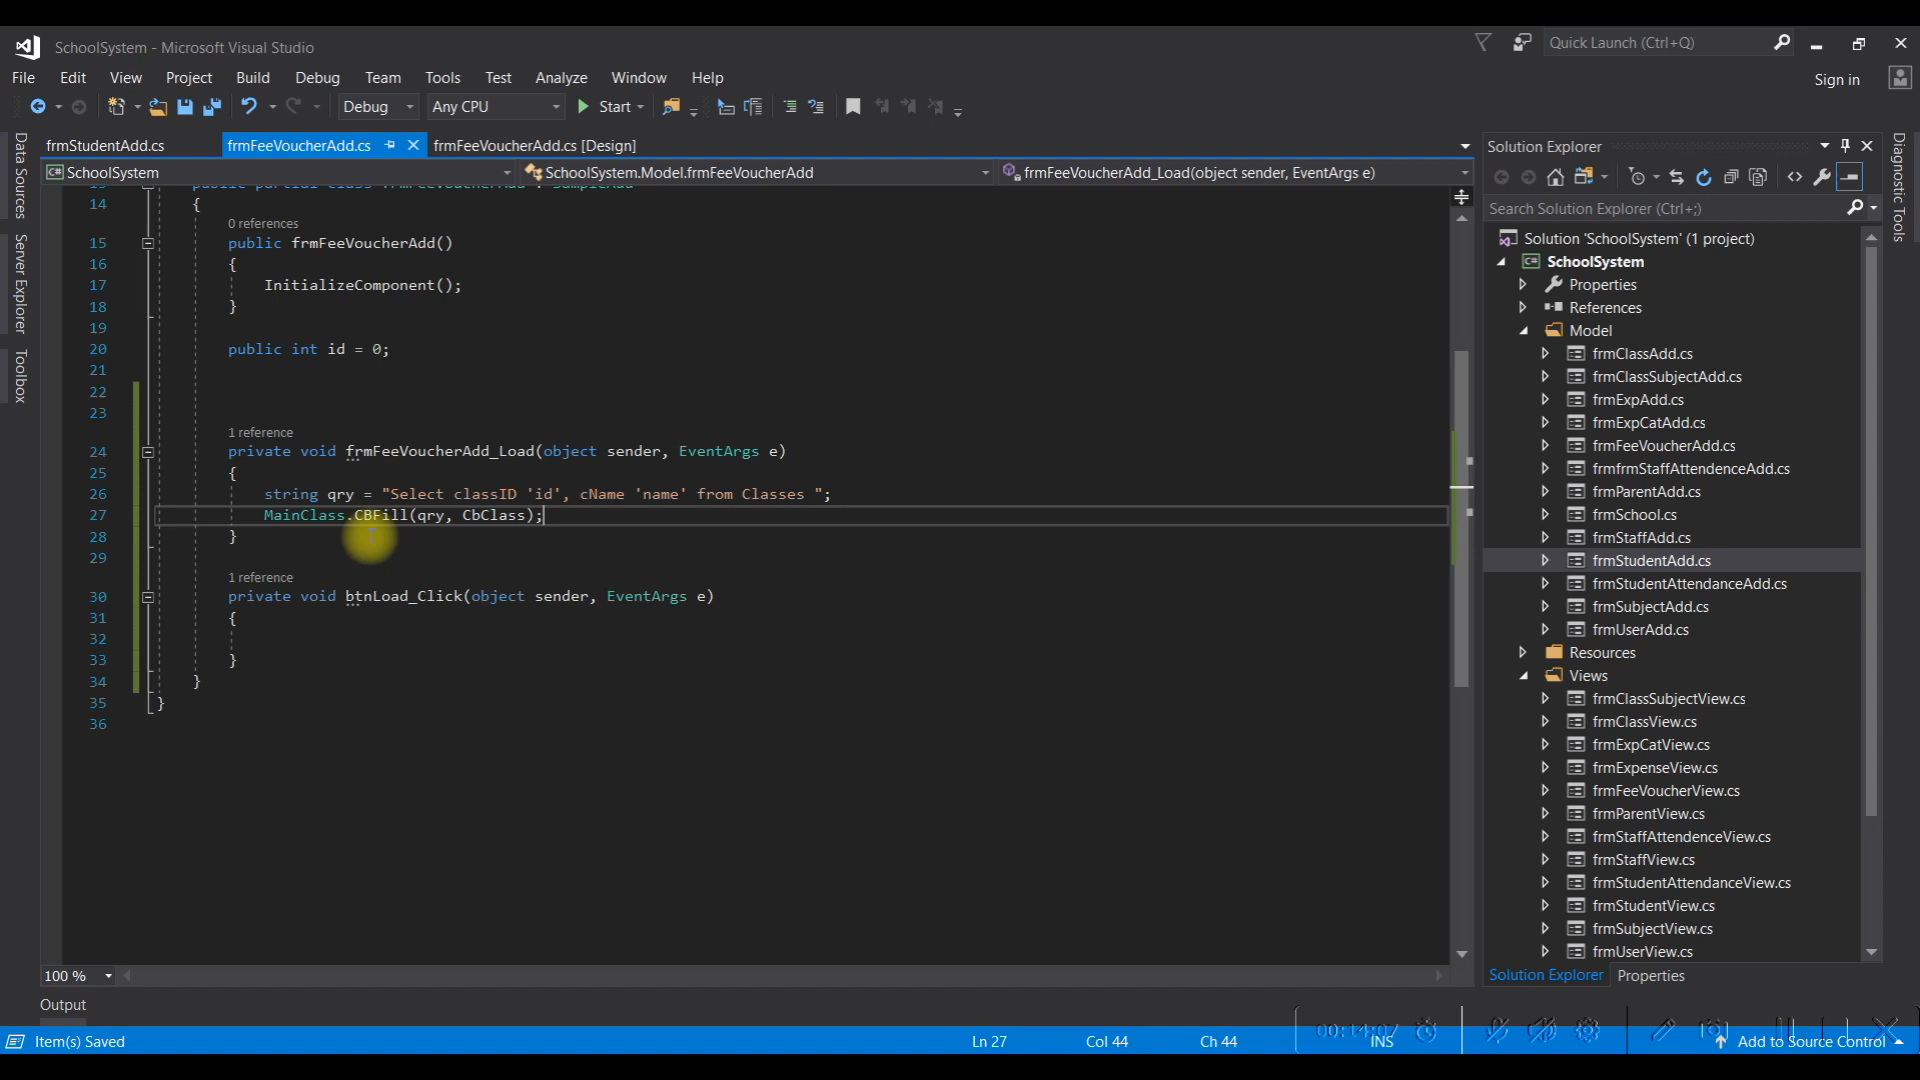 SchoolSystem - Microsoft Visual Studio
Quick Launch (Ctrl+Q)
File Edit View Project Build Debug Team Tools Test Analyze Window Help
Sign in
Debug Any CPU Start
frmStudentAdd.cs frmFeeVoucherAdd.cs frmFeeVoucherAdd.cs [Design]
SchoolSystem SchoolSystem.Model.frmFeeVoucherAdd frmFeeVoucherAdd_Load(object sender, EventArgs e)
Data Sources
Server Explorer
Toolbox
14 {
0 references
15 public frmFeeVoucherAdd()
16 {
17 InitializeComponent();
18 }
19
20 public int id = 0;
21
22
23
1 reference
24 private void frmFeeVoucherAdd_Load(object sender, EventArgs e)
25 {
26 string qry = "Select classID 'id', cName 'name' from Classes ";
27 MainClass.CBFill(qry, CbClass);
28 }
29
1 reference
30 private void btnLoad_Click(object sender, EventArgs e)
31 {
32
33 }
34 }
35 }
36
100 %
Output
Solution Explorer
Search Solution Explorer (Ctrl+;)
Solution 'SchoolSystem' (1 project)
SchoolSystem
Properties
References
Model
frmClassAdd.cs
frmClassSubjectAdd.cs
frmExpAdd.cs
frmExpCatAdd.cs
frmFeeVoucherAdd.cs
frmfrmStaffAttendenceAdd.cs
frmParentAdd.cs
frmSchool.cs
frmStaffAdd.cs
frmStudentAdd.cs
frmStudentAttendanceAdd.cs
frmSubjectAdd.cs
frmUserAdd.cs
Resources
Views
frmClassSubjectView.cs
frmClassView.cs
frmExpCatView.cs
frmExpenseView.cs
frmFeeVoucherView.cs
frmParentView.cs
frmStaffAttendenceView.cs
frmStaffView.cs
frmStudentAttendanceView.cs
frmStudentView.cs
frmSubjectView.cs
frmUserView.cs
Solution Explorer Properties
Diagnostic Tools
00:14:07
Item(s) Saved Ln 27 Col 44 Ch 44 INS Add to Source Control